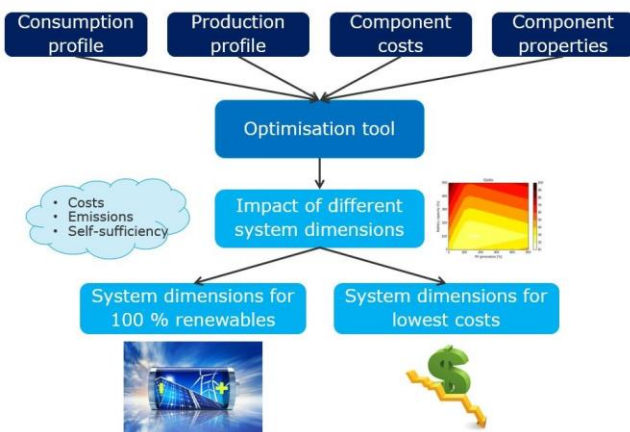 Consumption
profile
Production
profile
Component
costs
Component
properties
Optimisation tool
• Costs
• Emissions
• Self-sufficiency
Impact of different
system dimensions
System dimensions for
100 % renewables
System dimensions for
lowest costs